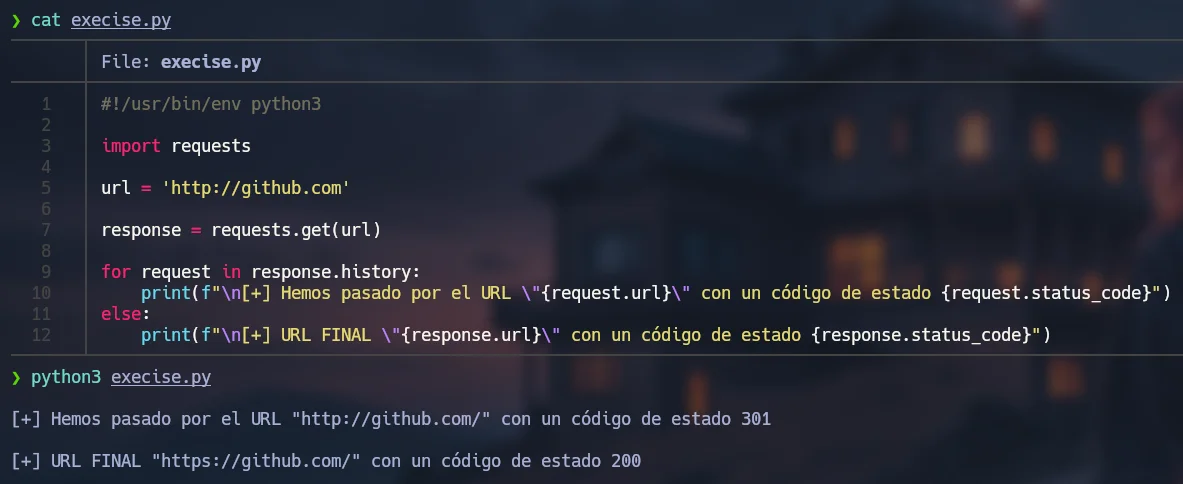 ❯ cat execise.py
File: execise.py
1 #!/usr/bin/env python3
2
3 import requests
4
5 url = 'http://github.com'
6
7 response = requests.get(url)
8
9 for request in response.history:
10     print(f"\n[+] Hemos pasado por el URL \"{request.url}\" con un código de estado {request.status_code}")
11 else:
12     print(f"\n[+] URL FINAL \"{response.url}\" con un código de estado {response.status_code}")
❯ python3 execise.py
[+] Hemos pasado por el URL "http://github.com/" con un código de estado 301
[+] URL FINAL "https://github.com/" con un código de estado 200